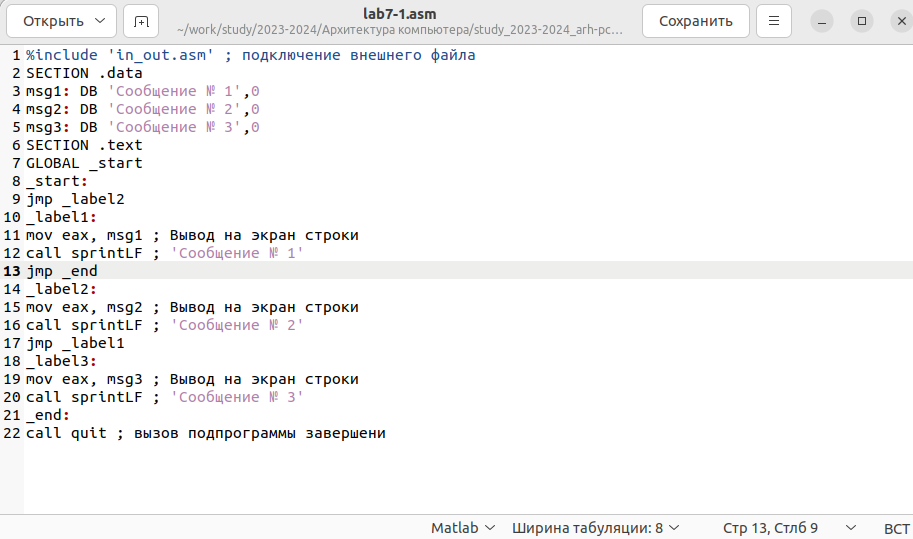 Открыть
lab7-1.asm
~/work/study/2023-2024/Архитектура компьютера/study_2023-2024_arh-pc...
Сохранить
1 %include 'in_out.asm' ; подключение внешнего файла
2 SECTION .data
3 msg1: DB 'Сообщение № 1',0
4 msg2: DB 'Сообщение № 2',0
5 msg3: DB 'Сообщение № 3',0
6 SECTION .text
7 GLOBAL _start
8 _start:
9 jmp _label2
10 _label1:
11 mov eax, msg1 ; Вывод на экран строки
12 call sprintLF ; 'Сообщение № 1'
13 jmp _end
14 _label2:
15 mov eax, msg2 ; Вывод на экран строки
16 call sprintLF ; 'Сообщение № 2'
17 jmp _label1
18 _label3:
19 mov eax, msg3 ; Вывод на экран строки
20 call sprintLF ; 'Сообщение № 3'
21 _end:
22 call quit ; вызов подпрограммы завершени
Matlab Ширина табуляции: 8 Стр 13, Стлб 9 ВСТ